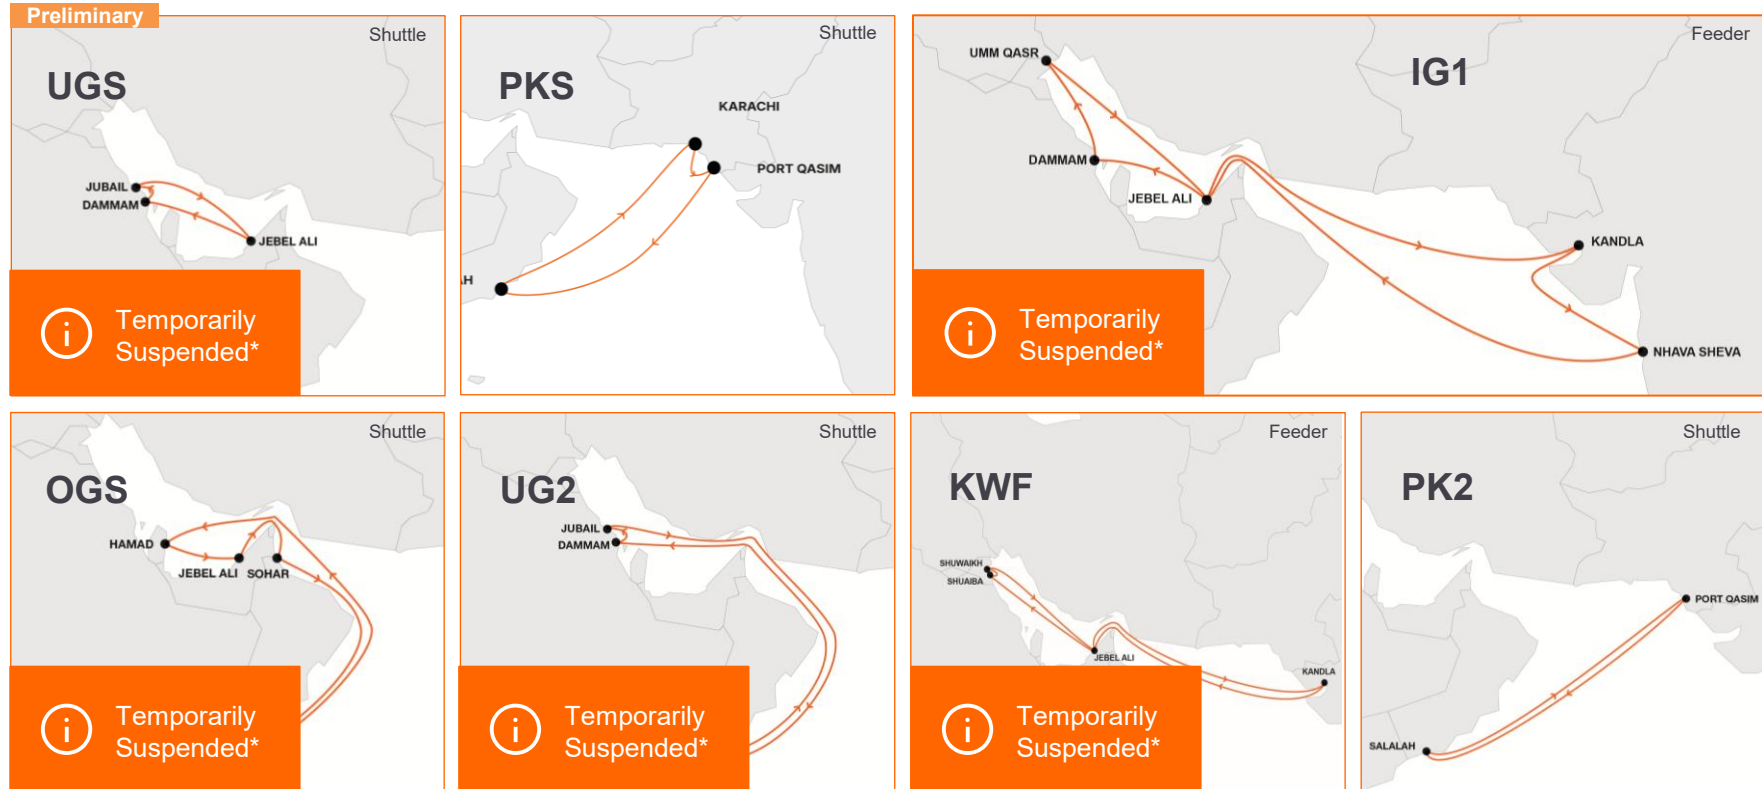 Preliminary
Shuttle
UGS
JUBAIL
DAMMAM
JEBEL ALI
Temporarily
Suspended*
Shuttle
PKS
KARACHI
PORT QASIM
AH
Feeder
IG1
UMM QASR
DAMMAM
JEBEL ALI
KANDLA
NHAVA SHEVA
Temporarily
Suspended*
Shuttle
OGS
HAMAD
JEBEL ALI
SOHAR
Temporarily
Suspended*
Shuttle
UG2
JUBAIL
DAMMAM
Temporarily
Suspended*
Feeder
KWF
SHUWAIKH
SHUAIBA
JEBEL ALI
KANDLA
Temporarily
Suspended*
Shuttle
PK2
PORT QASIM
SALALAH